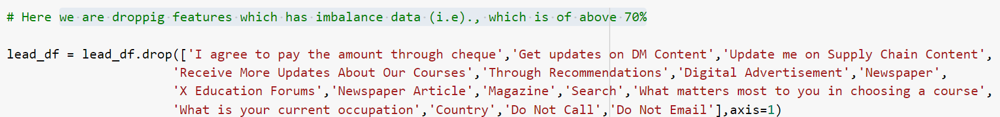 # Here we are droppig features which has imbalance data (i.e)., which is of above 70%
lead_df = lead_df.drop(['I agree to pay the amount through cheque','Get updates on DM Content','Update me on Supply Chain Content',
'Receive More Updates About Our Courses','Through Recommendations','Digital Advertisement','Newspaper',
'X Education Forums','Newspaper Article','Magazine','Search','What matters most to you in choosing a course',
'What is your current occupation','Country','Do Not Call','Do Not Email'],axis=1)